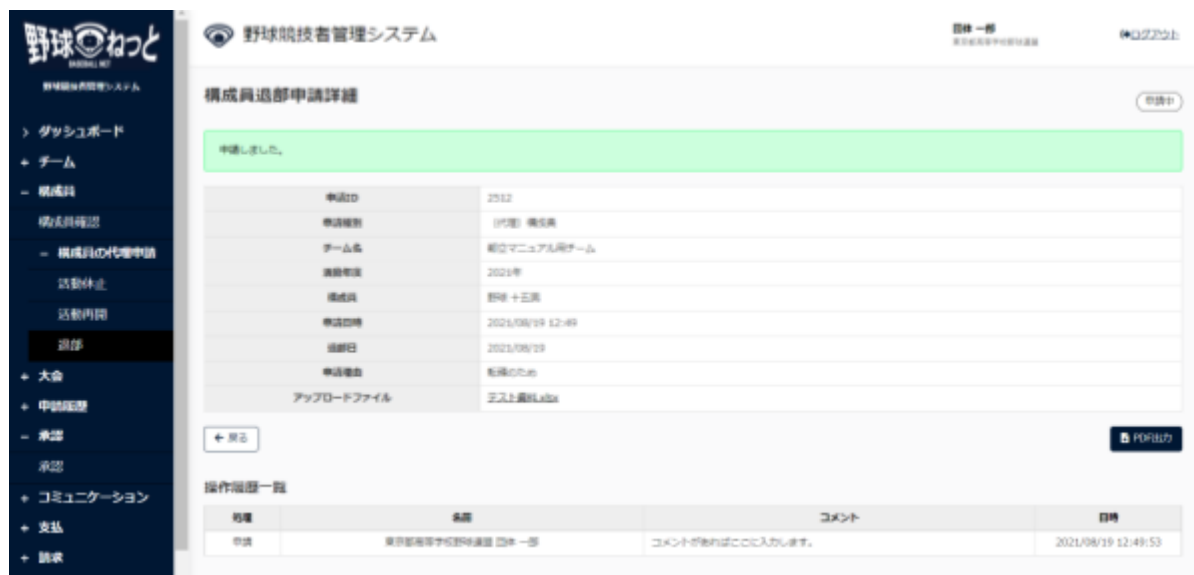 野球ねっと
BASEBALL NET
野球競技者管理システム
野球競技者管理システム
団体 一郎
東京都高等学校野球連盟
ログアウト
ダッシュボード
チーム
構成員
構成員確認
構成員の代理申請
活動休止
活動再開
退部
大会
申請履歴
承認
承認
コミュニケーション
支払
請求
構成員退部申請詳細
申請中
申請しました。
申請ID 2512
申請種別 (代理) 構成員
チーム名 都立マニュアル用チーム
年度 2021年
構成員 野球 十五
申請日時 2021/08/19 12:49
退部日 2021/08/19
申請理由 転職のため
アップロードファイル テスト資料.xlsx
戻る
PDF出力
操作履歴一覧
処理 名前 コメント 日時
申請 東京都高等学校野球連盟 団体 一郎 コメントがあればここに入力します。 2021/08/19 12:49:53